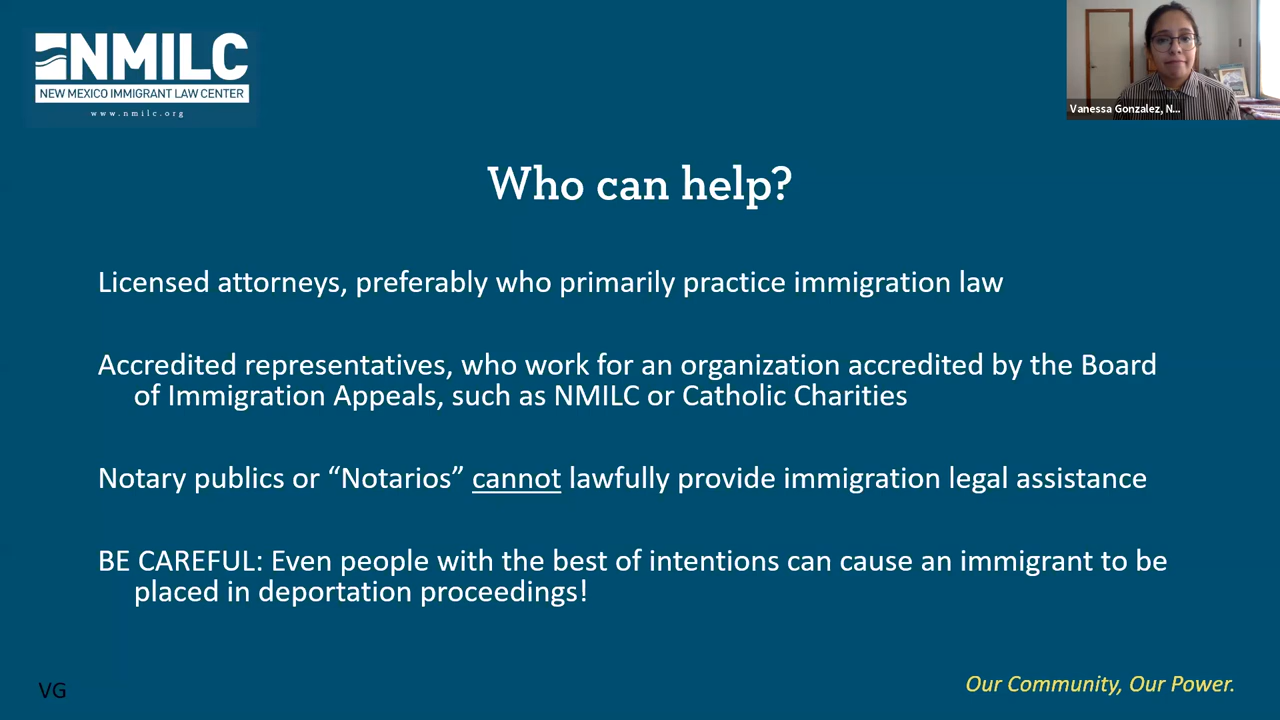 NMILC
NEW MEXICO IMMIGRANT LAW CENTER
www.nmilc.org
Vanessa Gonzalez, N...
Who can help?
Licensed attorneys, preferably who primarily practice immigration law
Accredited representatives, who work for an organization accredited by the Board
of Immigration Appeals, such as NMILC or Catholic Charities
Notary publics or “Notarios” cannot lawfully provide immigration legal assistance
BE CAREFUL: Even people with the best of intentions can cause an immigrant to be
placed in deportation proceedings!
VG
Our Community, Our Power.